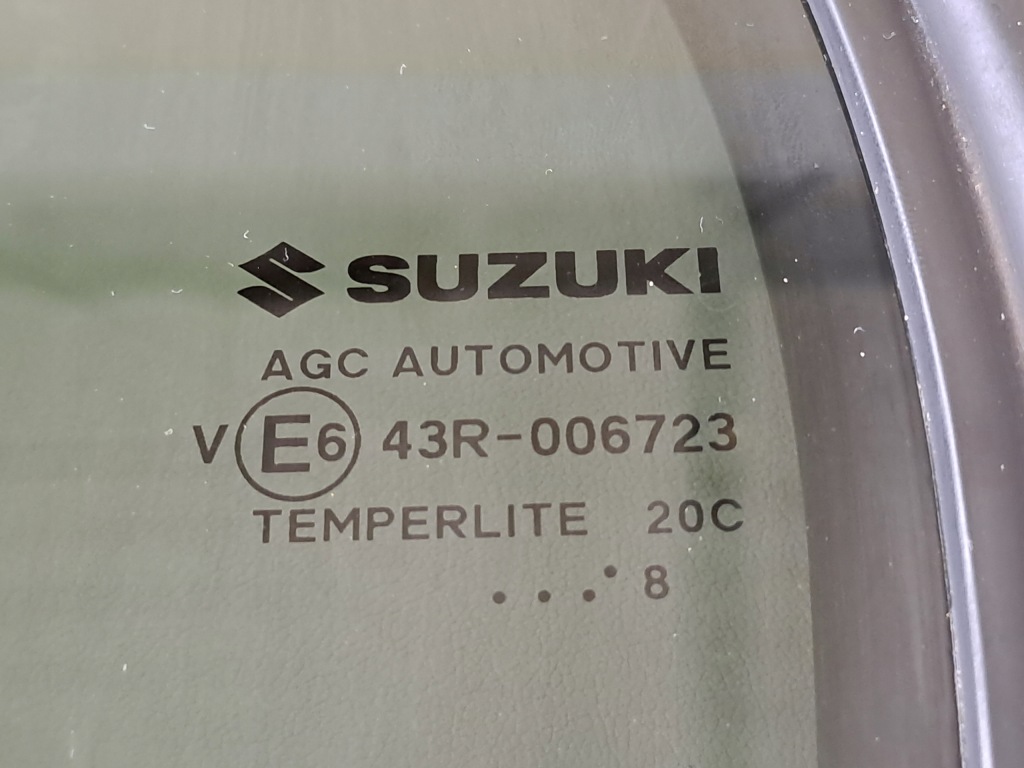 SUZUKI
AGC AUTOMOTIVE
V E6 43R-006723
TEMPERLITE 20C
...˙8